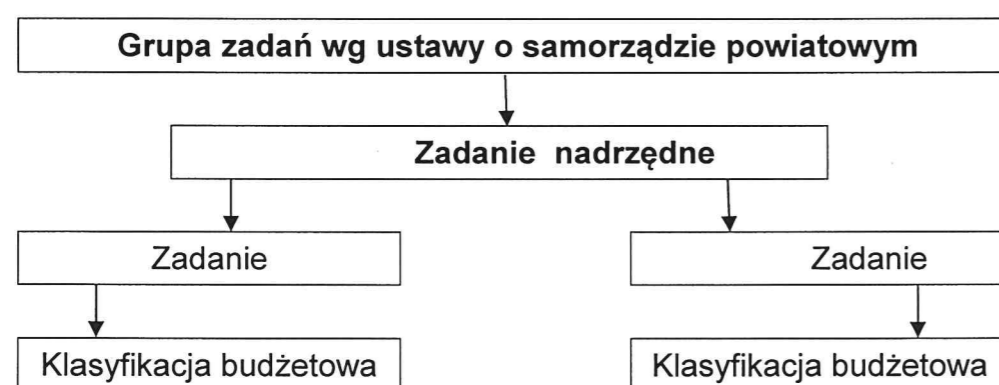 Grupa zadań wg ustawy o samorządzie powiatowym
Zadanie nadrzędne
Zadanie
Zadanie
Klasyfikacja budżetowa
Klasyfikacja budżetowa